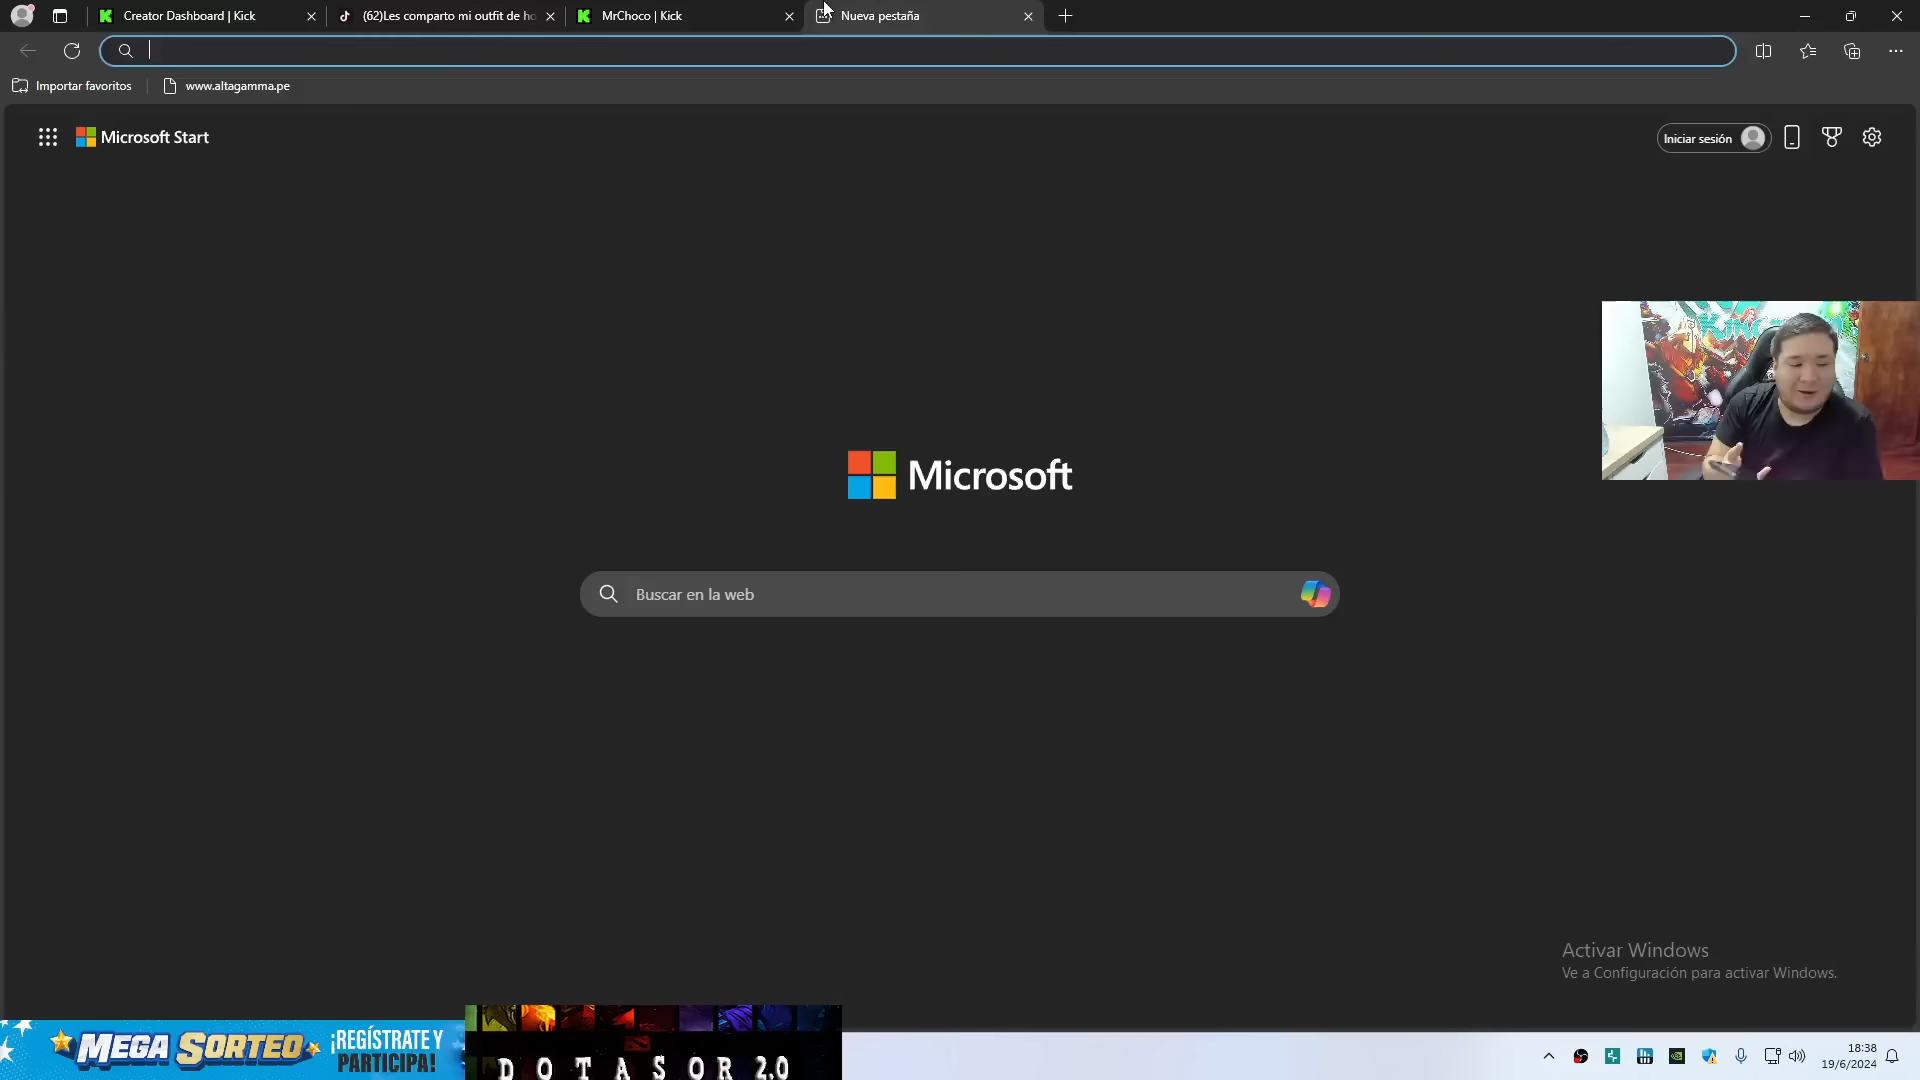 Creator Dashboard | Kick
(62)Les comparto mi outfit de ho
MrChoco | Kick
Nueva pestaña
Importar favoritos
www.altagamma.pe
Microsoft Start
Iniciar sesión
Microsoft
Buscar en la web
Activar Windows
Ve a Configuración para activar Windows.
MEGA SORTEO
¡REGÍSTRATE Y
PARTICIPA!
DOTASOR 2.0
18:38
19/6/2024